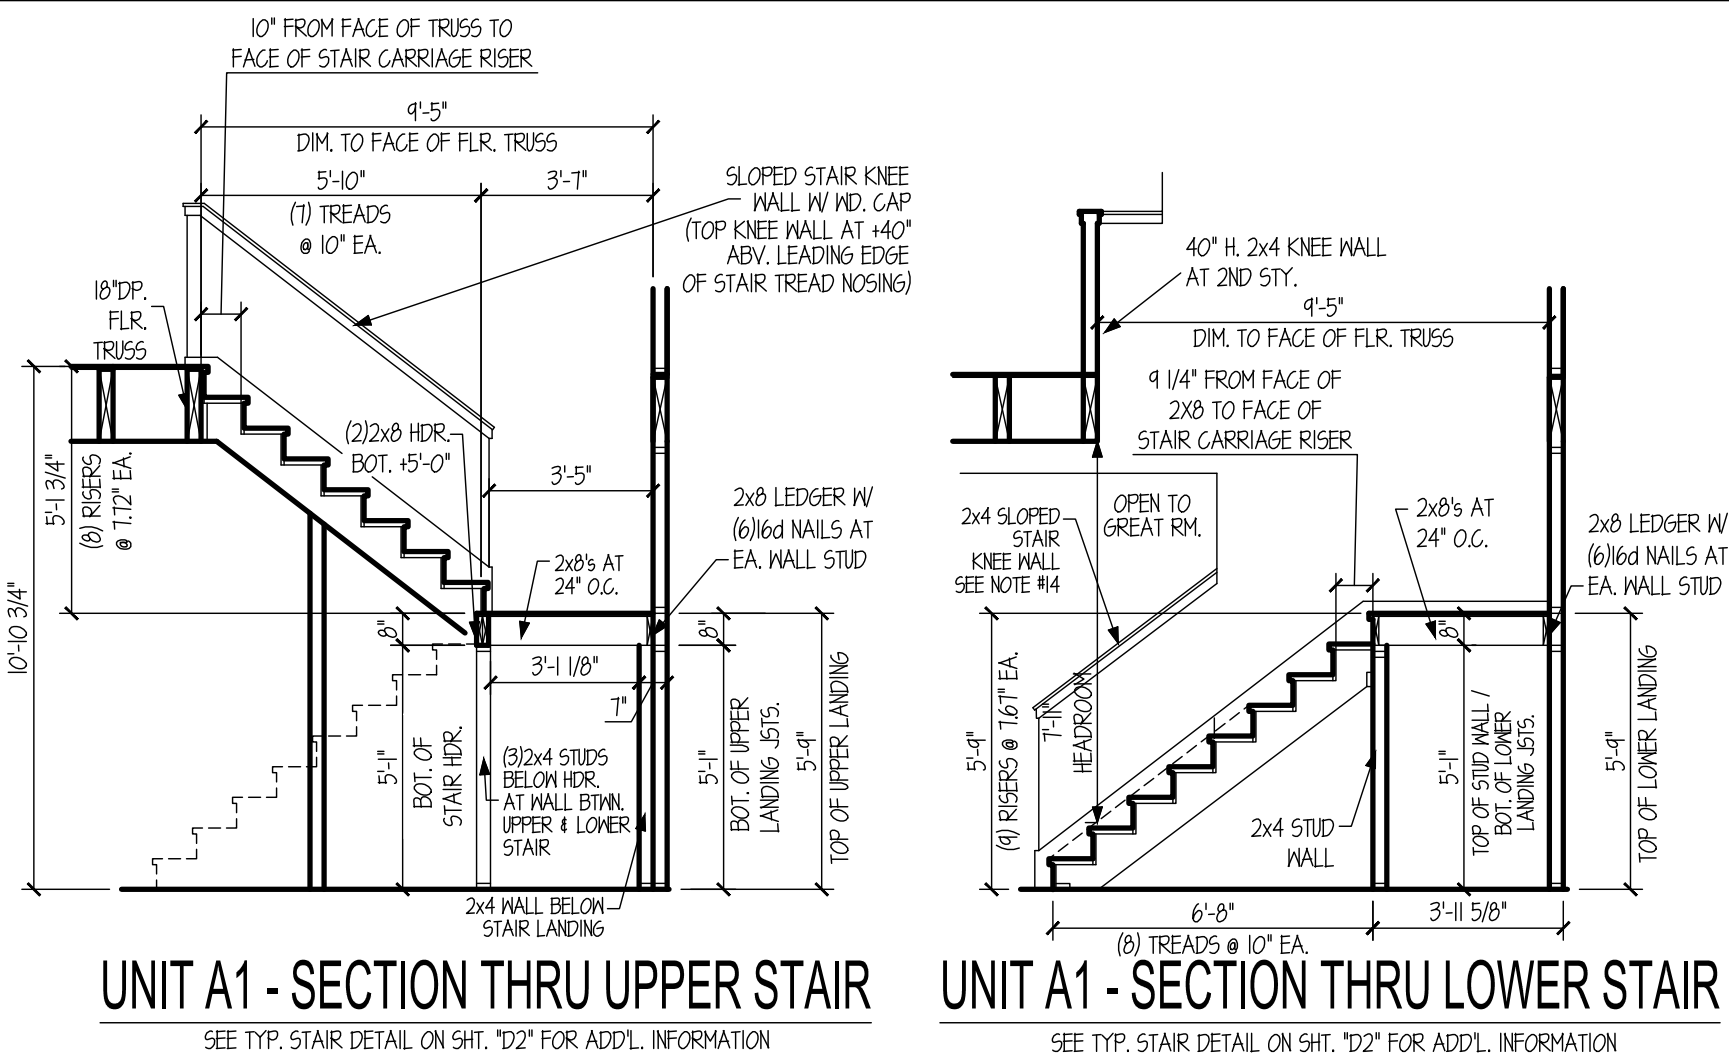 10" FROM FACE OF TRUSS TO
FACE OF STAIR CARRIAGE RISER
9'-5"
DIM. TO FACE OF FLR. TRUSS
5'-10"
3'-7"
(7) TREADS
@ 10" EA.
SLOPED STAIR KNEE
WALL W/ WD. CAP
(TOP KNEE WALL AT +40"
ABV. LEADING EDGE
OF STAIR TREAD NOSING)
18"DP.
FLR.
TRUSS
(2)2x8 HDR.
BOT. +5'-0"
5'-1 3/4"
(8) RISERS
@ 7.72" EA.
10'-10 3/4"
3'-5"
2x8 LEDGER W/
(6)16d NAILS AT
EA. WALL STUD
2x8's AT
24" O.C.
8"
8"
3'-1 1/8"
7"
5'-1"
BOT. OF
STAIR HDR.
(3)2x4 STUDS
BELOW HDR.
AT WALL BTWN.
UPPER & LOWER
STAIR
5'-1"
BOT. OF UPPER
LANDING JSTS.
5'-9"
TOP OF UPPER LANDING
2x4 WALL BELOW
STAIR LANDING
UNIT A1 - SECTION THRU UPPER STAIR
SEE TYP. STAIR DETAIL ON SHT. "D2" FOR ADD'L. INFORMATION
40" H. 2x4 KNEE WALL
AT 2ND STY.
9'-5"
DIM. TO FACE OF FLR. TRUSS
9 1/4" FROM FACE OF
2X8 TO FACE OF
STAIR CARRIAGE RISER
OPEN TO
GREAT RM.
2x4 SLOPED
STAIR
KNEE WALL
SEE NOTE #14
2x8's AT
24" O.C.
2x8 LEDGER W/
(6)16d NAILS AT
EA. WALL STUD
5'-9"
(9) RISERS @ 7.67" EA.
7'-11"
HEADROOM
8"
5'-1"
TOP OF STUD WALL /
BOT. OF LOWER
LANDING JSTS.
5'-9"
TOP OF LOWER LANDING
2x4 STUD
WALL
6'-8"
3'-11 5/8"
(8) TREADS @ 10" EA.
UNIT A1 - SECTION THRU LOWER STAIR
SEE TYP. STAIR DETAIL ON SHT. "D2" FOR ADD'L. INFORMATION